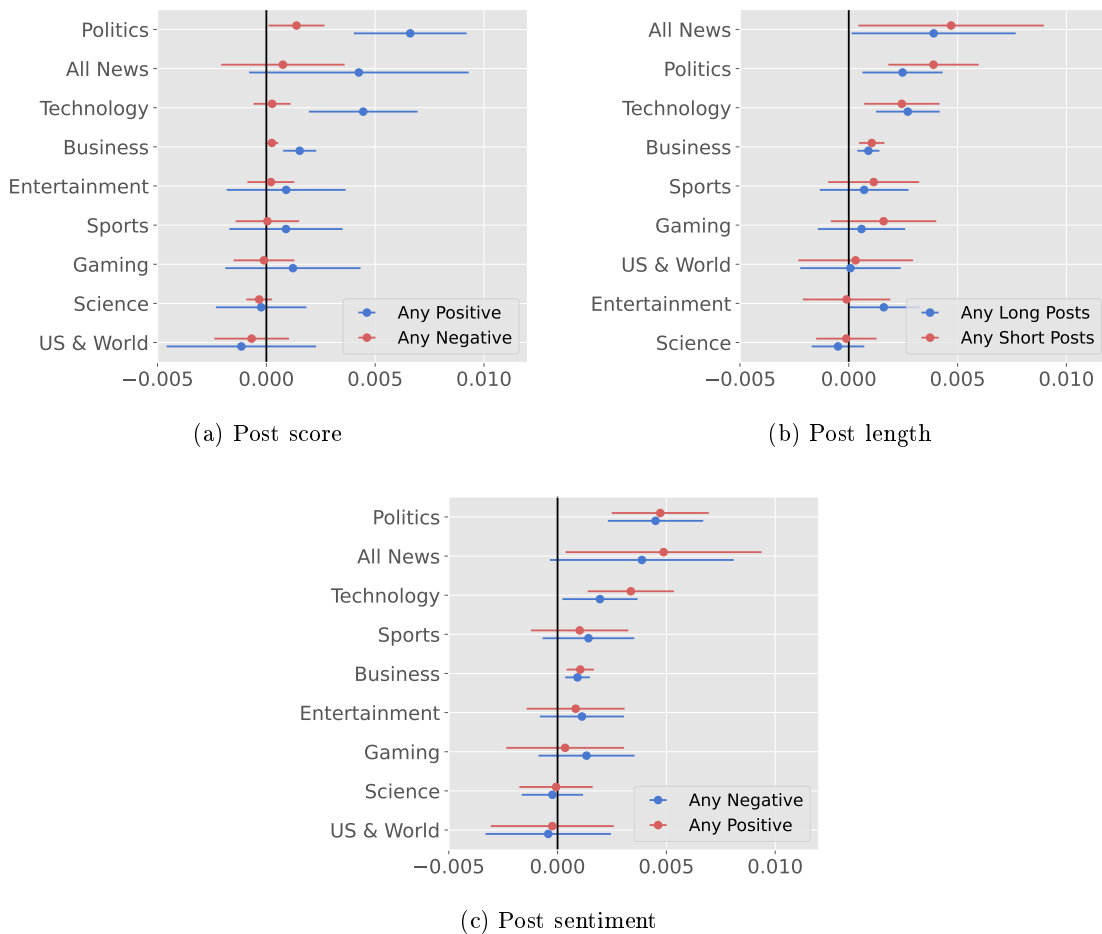 Politics
All News
Technology
Business
Entertainment
Sports
Gaming
Science
US & World
Any Positive
Any Negative
−0.005 0.000 0.005 0.010
(a) Post score
All News
Politics
Technology
Business
Sports
Gaming
US & World
Entertainment
Science
Any Long Posts
Any Short Posts
−0.005 0.000 0.005 0.010
(b) Post length
Politics
All News
Technology
Sports
Business
Entertainment
Gaming
Science
US & World
Any Negative
Any Positive
−0.005 0.000 0.005 0.010
(c) Post sentiment